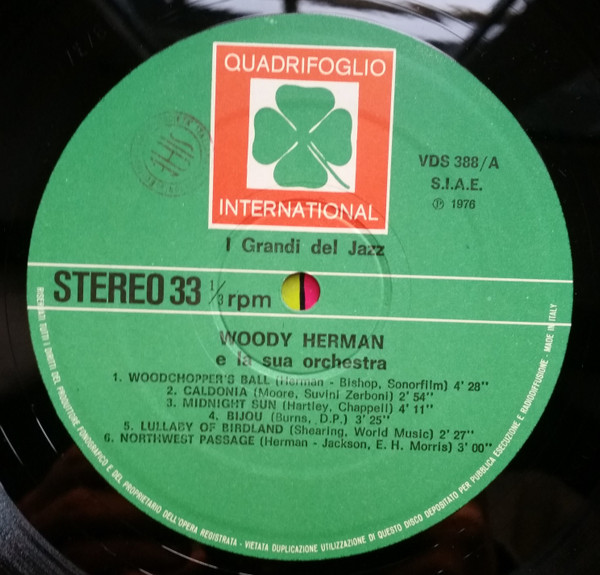 QUADRIFOGLIO
INTERNATIONAL
VDS 388/A
S.I.A.E.
Ⓟ 1976
I Grandi del Jazz
STEREO 33 1/3 rpm
WOODY HERMAN
e la sua orchestra
1. WOODCHOPPER'S BALL (Herman - Bishop, Sonorfilm) 4' 28"
2. CALDONIA (Moore, Suvini Zerboni) 2' 54"
3. MIDNIGHT SUN (Hartley, Chappell) 4' 11"
4. BIJOU (Burns, D.P.) 3' 25"
5. LULLABY OF BIRDLAND (Shearing, World Music) 2' 27"
6. NORTHWEST PASSAGE (Herman - Jackson, E. H. Morris) 3' 00"
RISERVATI TUTTI I DIRITTI DEL PRODUTTORE FONOGRAFICO E DEL PROPRIETARIO DELL'OPERA REGISTRATA - VIETATA DUPLICAZIONE UTILIZZAZIONE DI QUESTO DISCO DEPOSITATO PER PUBBLICA ESECUZIONE E RADIODIFFUSIONE - MADE IN ITALY